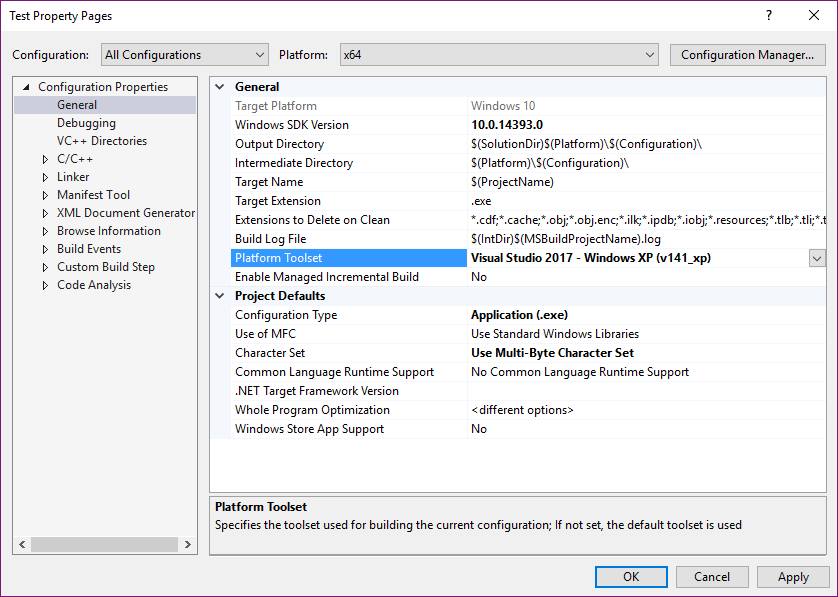 Test Property Pages ?
Configuration: All Configurations Platform: x64 Configuration Manager...
Configuration Properties
General
Debugging
VC++ Directories
C/C++
Linker
Manifest Tool
XML Document Generator
Browse Information
Build Events
Custom Build Step
Code Analysis
General
Target Platform Windows 10
Windows SDK Version 10.0.14393.0
Output Directory $(SolutionDir)$(Platform)\$(Configuration)\
Intermediate Directory $(Platform)\$(Configuration)\
Target Name $(ProjectName)
Target Extension .exe
Extensions to Delete on Clean *.cdf;*.cache;*.obj;*.obj.enc;*.ilk;*.ipdb;*.iobj;*.resources;*.tlb;*.tli;*.t
Build Log File $(IntDir)$(MSBuildProjectName).log
Platform Toolset Visual Studio 2017 - Windows XP (v141_xp)
Enable Managed Incremental Build No
Project Defaults
Configuration Type Application (.exe)
Use of MFC Use Standard Windows Libraries
Character Set Use Multi-Byte Character Set
Common Language Runtime Support No Common Language Runtime Support
.NET Target Framework Version
Whole Program Optimization <different options>
Windows Store App Support No
Platform Toolset
Specifies the toolset used for building the current configuration; If not set, the default toolset is used
OK Cancel Apply